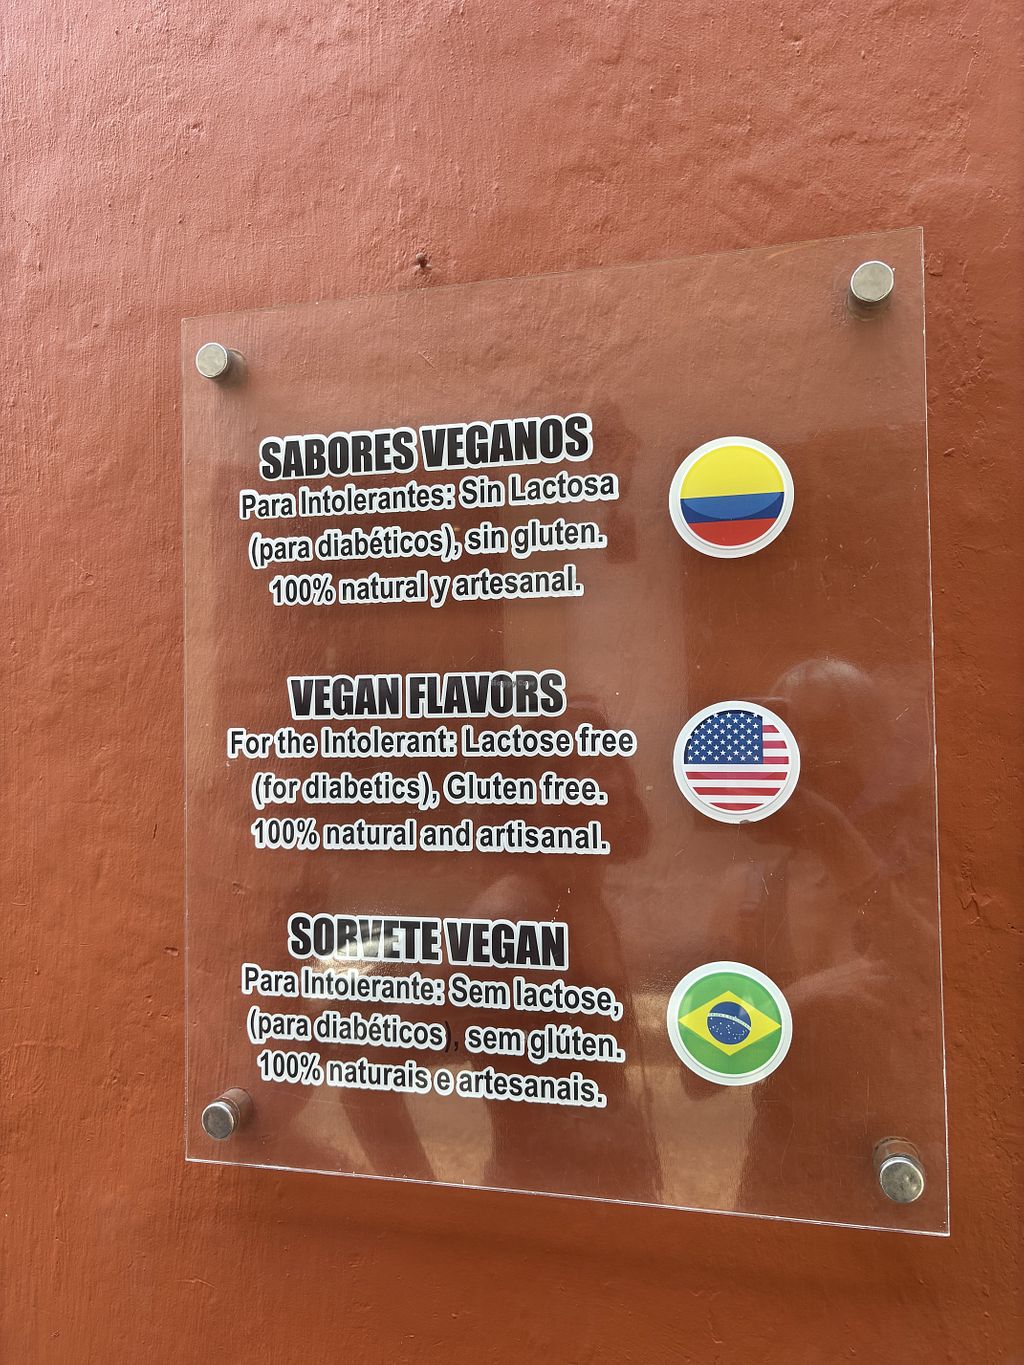 SABORES VEGANOS
Para Intolerantes: Sin Lactosa
(para diabéticos), sin gluten.
100% natural y artesanal.
VEGAN FLAVORS
For the Intolerant: Lactose free
(for diabetics), Gluten free.
100% natural and artisanal.
SORVETE VEGAN
Para Intolerante: Sem lactose,
(para diabéticos), sem glúten.
100% naturais e artesanais.